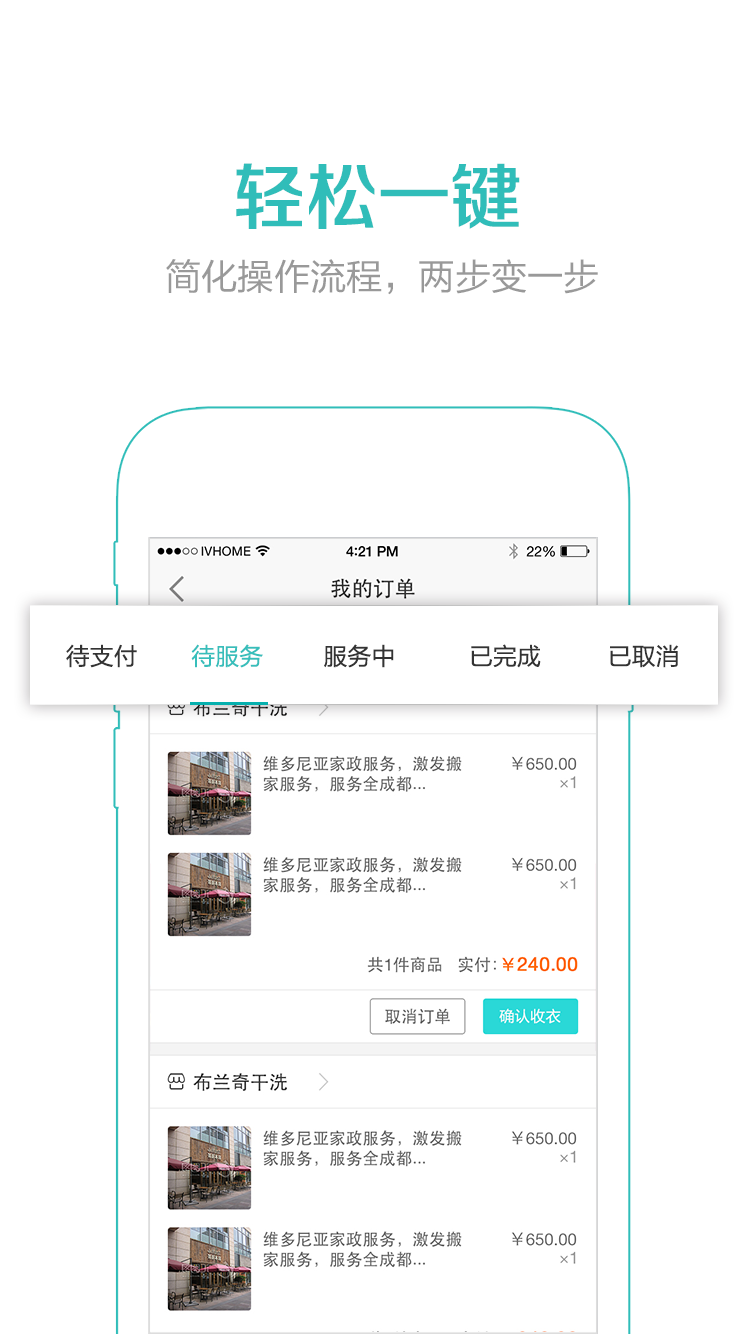 轻松一键
简化操作流程，两步变一步
IVHOME 4:21 PM 22%
我的订单
待支付 待服务 服务中 已完成 已取消
布兰奇干洗
维多尼亚家政服务，激发搬 ￥650.00
家服务，服务全成都... ×1
维多尼亚家政服务，激发搬 ￥650.00
家服务，服务全成都... ×1
共1件商品 实付：￥240.00
取消订单 确认收衣
布兰奇干洗
维多尼亚家政服务，激发搬 ￥650.00
家服务，服务全成都... ×1
维多尼亚家政服务，激发搬 ￥650.00
家服务，服务全成都... ×1